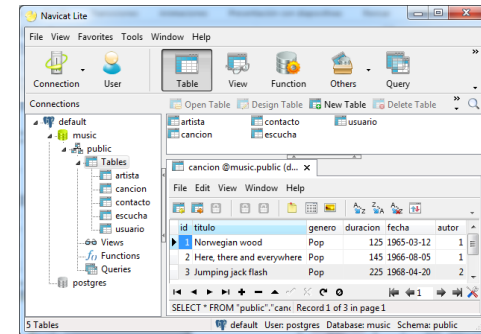 Navicat Lite
File View Favorites Tools Window Help
Connection User Table View Function Others Query
Connections
Open Table Design Table New Table Delete Table
default
music
public
Tables
artista
cancion
contacto
escucha
usuario
Views
Functions
Queries
postgres
artista contacto usuario
cancion escucha
cancion @music.public (d...
File Edit View Window Help
id titulo genero duracion fecha autor
1 Norwegian wood Pop 125 1965-03-12 1
2 Here, there and everywhere Pop 145 1966-08-05 1
3 Jumping jack flash Pop 225 1968-04-20 2
1
SELECT * FROM "public"."canc Record 1 of 3 in page 1
5 Tables default User: postgres Database: music Schema: public